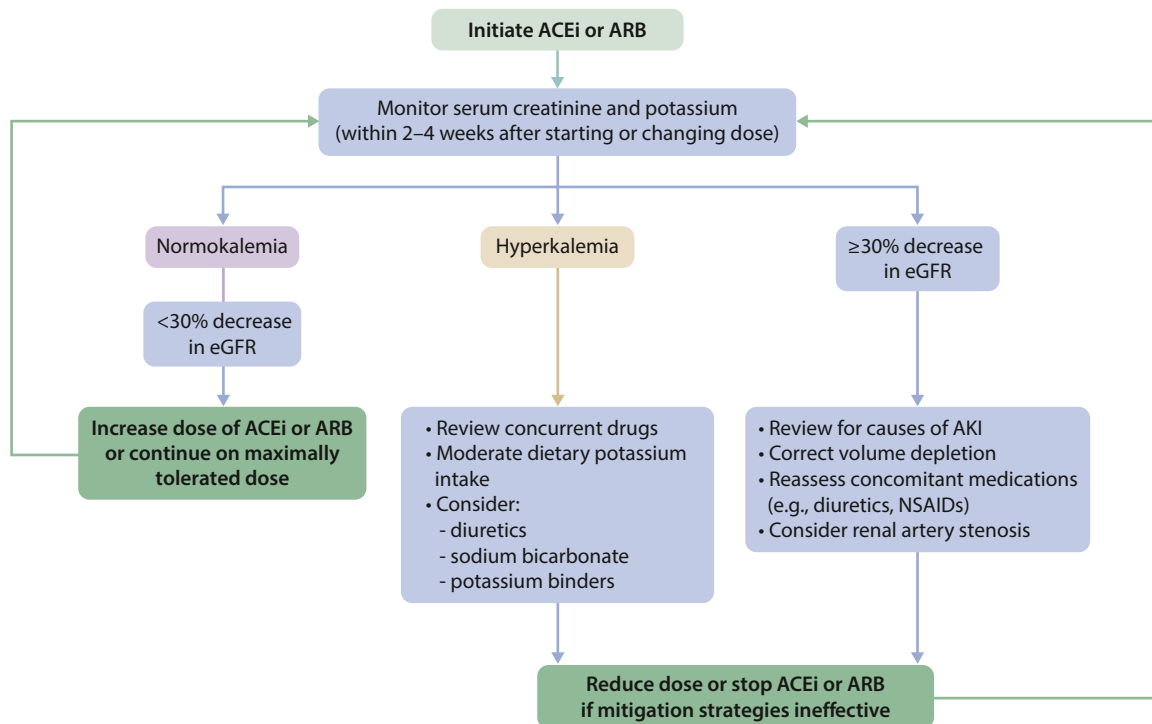 Initiate ACEi or ARB
Monitor serum creatinine and potassium
(within 2–4 weeks after starting or changing dose)
Normokalemia
<30% decrease
in eGFR
Increase dose of ACEi or ARB
or continue on maximally
tolerated dose
Hyperkalemia
• Review concurrent drugs
• Moderate dietary potassium
intake
• Consider:
- diuretics
- sodium bicarbonate
- potassium binders
≥30% decrease
in eGFR
• Review for causes of AKI
• Correct volume depletion
• Reassess concomitant medications
(e.g., diuretics, NSAIDs)
• Consider renal artery stenosis
Reduce dose or stop ACEi or ARB
if mitigation strategies ineffective